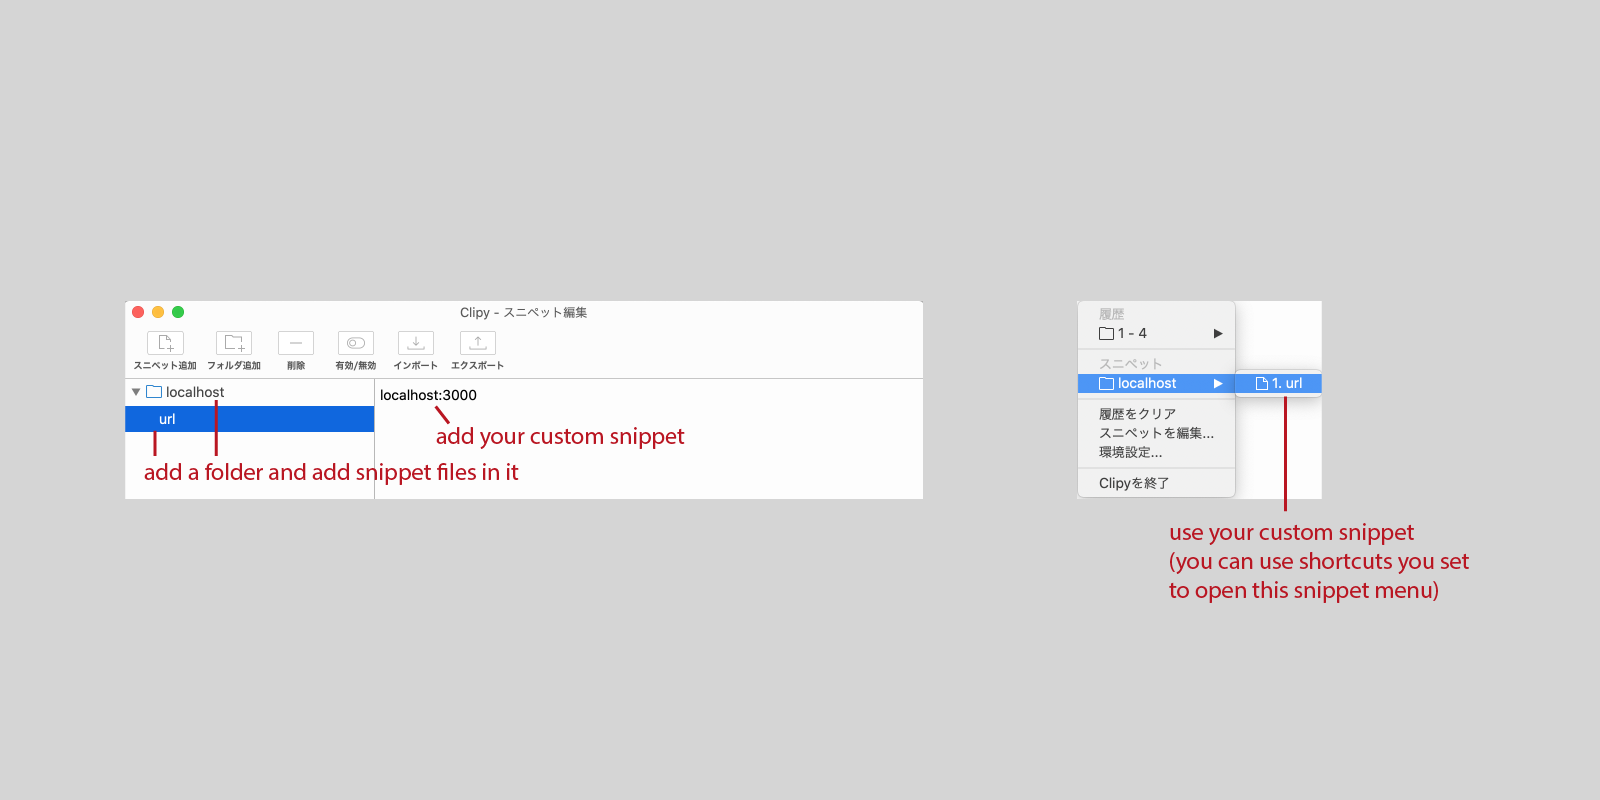 Clipy - スニペット編集
スニペット追加 フォルダ追加 削除 有効/無効 インポート エクスポート
localhost
url
localhost:3000
add your custom snippet
add a folder and add snippet files in it
履歴
1 - 4
スニペット
localhost
1. url
履歴をクリア
スニペットを編集...
環境設定...
Clipyを終了
use your custom snippet
(you can use shortcuts you set
to open this snippet menu)